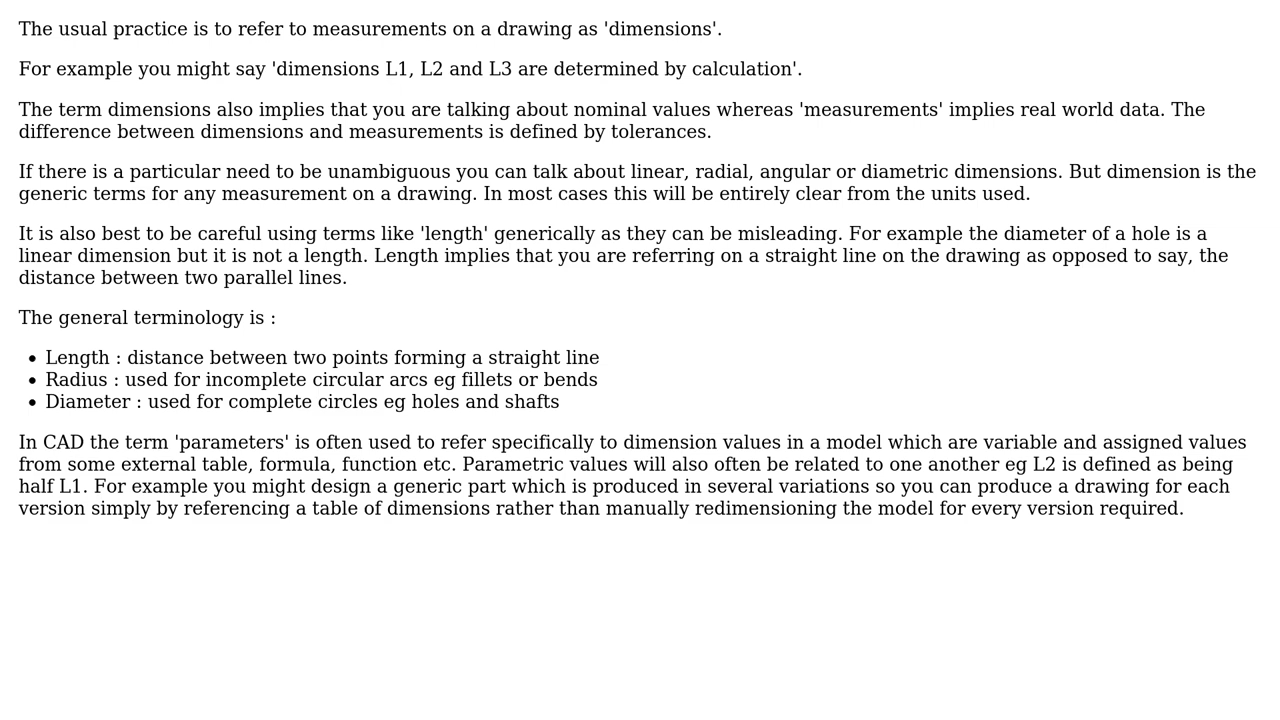 The usual practice is to refer to measurements on a drawing as 'dimensions'.
For example you might say 'dimensions L1, L2 and L3 are determined by calculation'.
The term dimensions also implies that you are talking about nominal values whereas 'measurements' implies real world data. The
difference between dimensions and measurements is defined by tolerances.
If there is a particular need to be unambiguous you can talk about linear, radial, angular or diametric dimensions. But dimension is the
generic terms for any measurement on a drawing. In most cases this will be entirely clear from the units used.
It is also best to be careful using terms like 'length' generically as they can be misleading. For example the diameter of a hole is a
linear dimension but it is not a length. Length implies that you are referring on a straight line on the drawing as opposed to say, the
distance between two parallel lines.
The general terminology is :
• Length : distance between two points forming a straight line
• Radius : used for incomplete circular arcs eg fillets or bends
• Diameter : used for complete circles eg holes and shafts
In CAD the term 'parameters' is often used to refer specifically to dimension values in a model which are variable and assigned values
from some external table, formula, function etc. Parametric values will also often be related to one another eg L2 is defined as being
half L1. For example you might design a generic part which is produced in several variations so you can produce a drawing for each
version simply by referencing a table of dimensions rather than manually redimensioning the model for every version required.